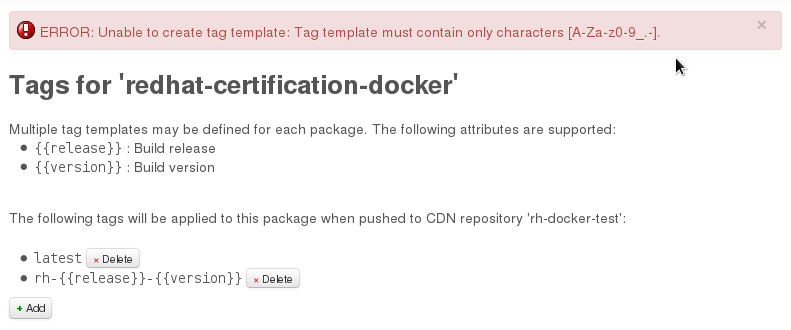 ERROR: Unable to create tag template: Tag template must contain only characters [A-Za-z0-9_.-]. ×
Tags for 'redhat-certification-docker'
Multiple tag templates may be defined for each package. The following attributes are supported:
• {{release}} : Build release
• {{version}} : Build version
The following tags will be applied to this package when pushed to CDN repository 'rh-docker-test':
• latest × Delete
• rh-{{release}}-{{version}} × Delete
+ Add